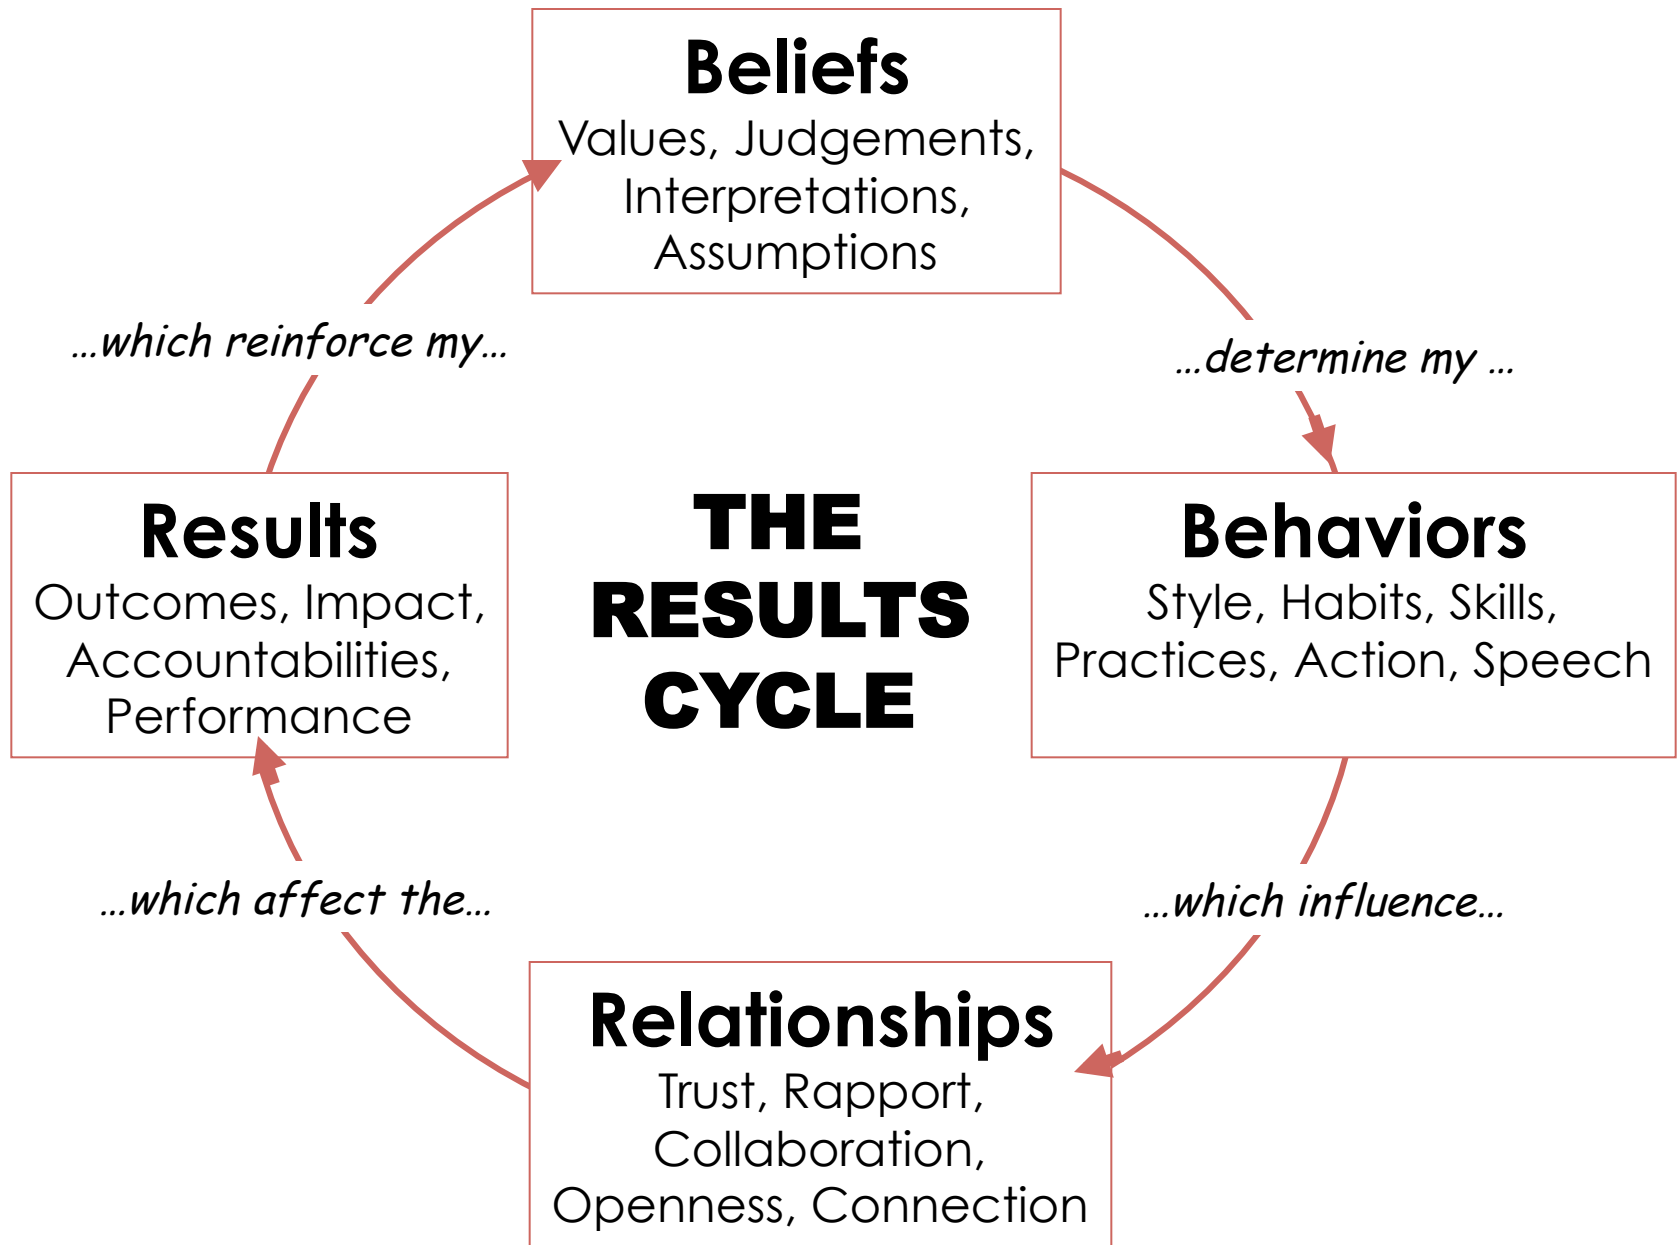 Beliefs
Values, Judgements,
Interpretations,
Assumptions
…which reinforce my…
…determine my …
Results
Outcomes, Impact,
Accountabilities,
Performance
THE
RESULTS
CYCLE
Behaviors
Style, Habits, Skills,
Practices, Action, Speech
…which affect the…
…which influence…
Relationships
Trust, Rapport,
Collaboration,
Openness, Connection